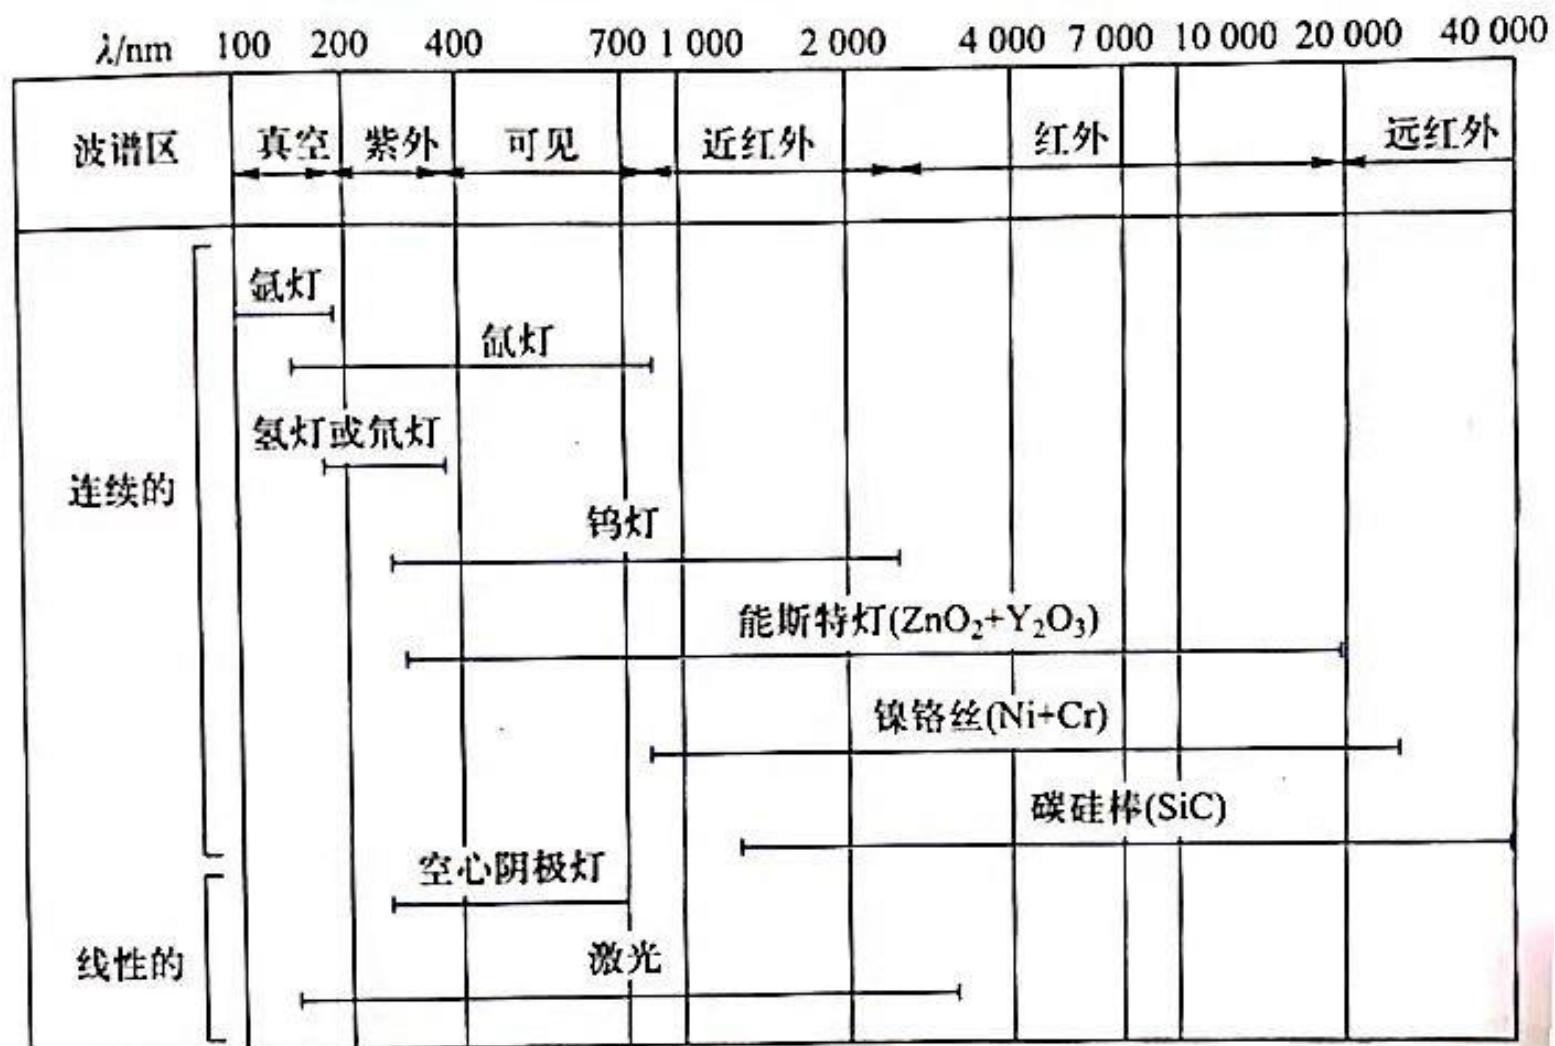 λ/nm 100 200 400 700 1 000 2 000 4 000 7 000 10 000 20 000 40 000
波谱区 真空 紫外 可见 近红外 红外 远红外
氩灯
氙灯
氢灯或氘灯
连续的
钨灯
能斯特灯(ZnO₂+Y₂O₃)
镍铬丝(Ni+Cr)
碳硅棒(SiC)
空心阴极灯
线性的
激光